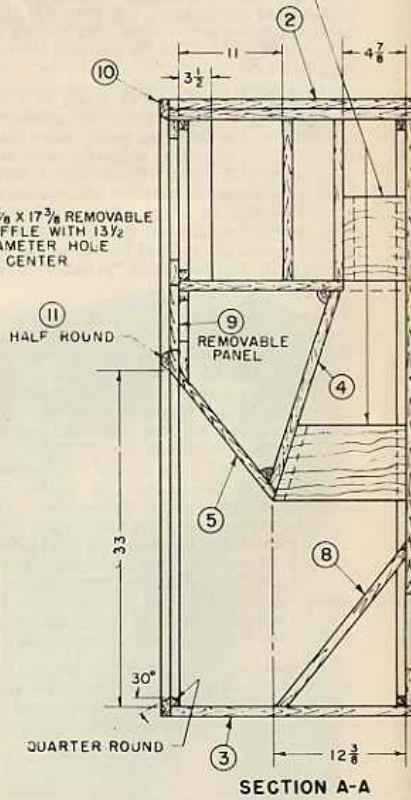 2
11
4 7/8
3 1/2
10
/8 X 17 3/8 REMOVABLE
FFLE WITH 13 1/2
AMETER HOLE
CENTER
11
HALF ROUND
9
REMOVABLE
PANEL
4
5
33
8
30°
QUARTER ROUND
3
12 3/8
SECTION A-A